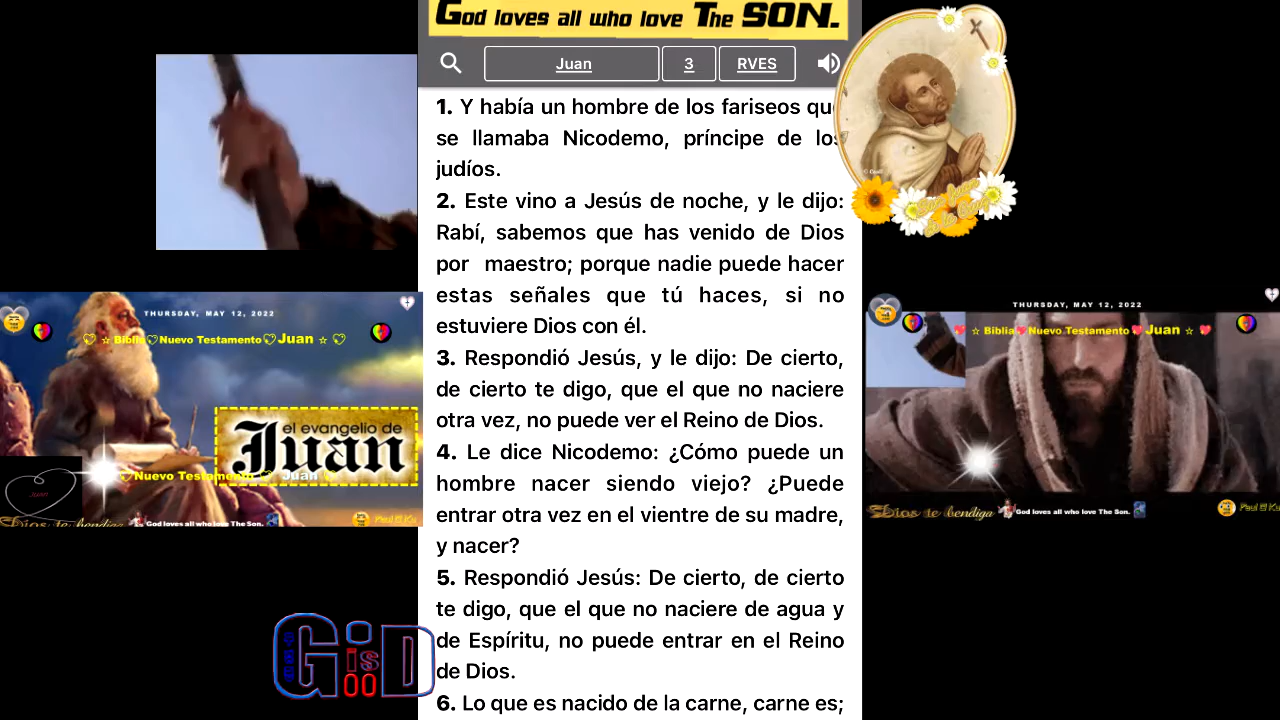 God loves all who love The SON.
Juan 3 RVES
1. Y había un hombre de los fariseos que
se llamaba Nicodemo, príncipe de los
judíos.
2. Este vino a Jesús de noche, y le dijo:
Rabí, sabemos que has venido de Dios
por maestro; porque nadie puede hacer
estas señales que tú haces, si no
estuviere Dios con él.
3. Respondió Jesús, y le dijo: De cierto,
de cierto te digo, que el que no naciere
otra vez, no puede ver el Reino de Dios.
4. Le dice Nicodemo: ¿Cómo puede un
hombre nacer siendo viejo? ¿Puede
entrar otra vez en el vientre de su madre,
y nacer?
5. Respondió Jesús: De cierto, de cierto
te digo, que el que no naciere de agua y
de Espíritu, no puede entrar en el Reino
de Dios.
6. Lo que es nacido de la carne, carne es;
THURSDAY, MAY 12, 2022
☆ Biblia Nuevo Testamento Juan ☆
el evangelio de
Juan
Nuevo Testamento Juan
Juan
Dios te bendiga God loves all who love The Son.
GisD
THURSDAY, MAY 12, 2022
☆ Biblia Nuevo Testamento Juan ☆
Dios te bendiga God loves all who love The Son.